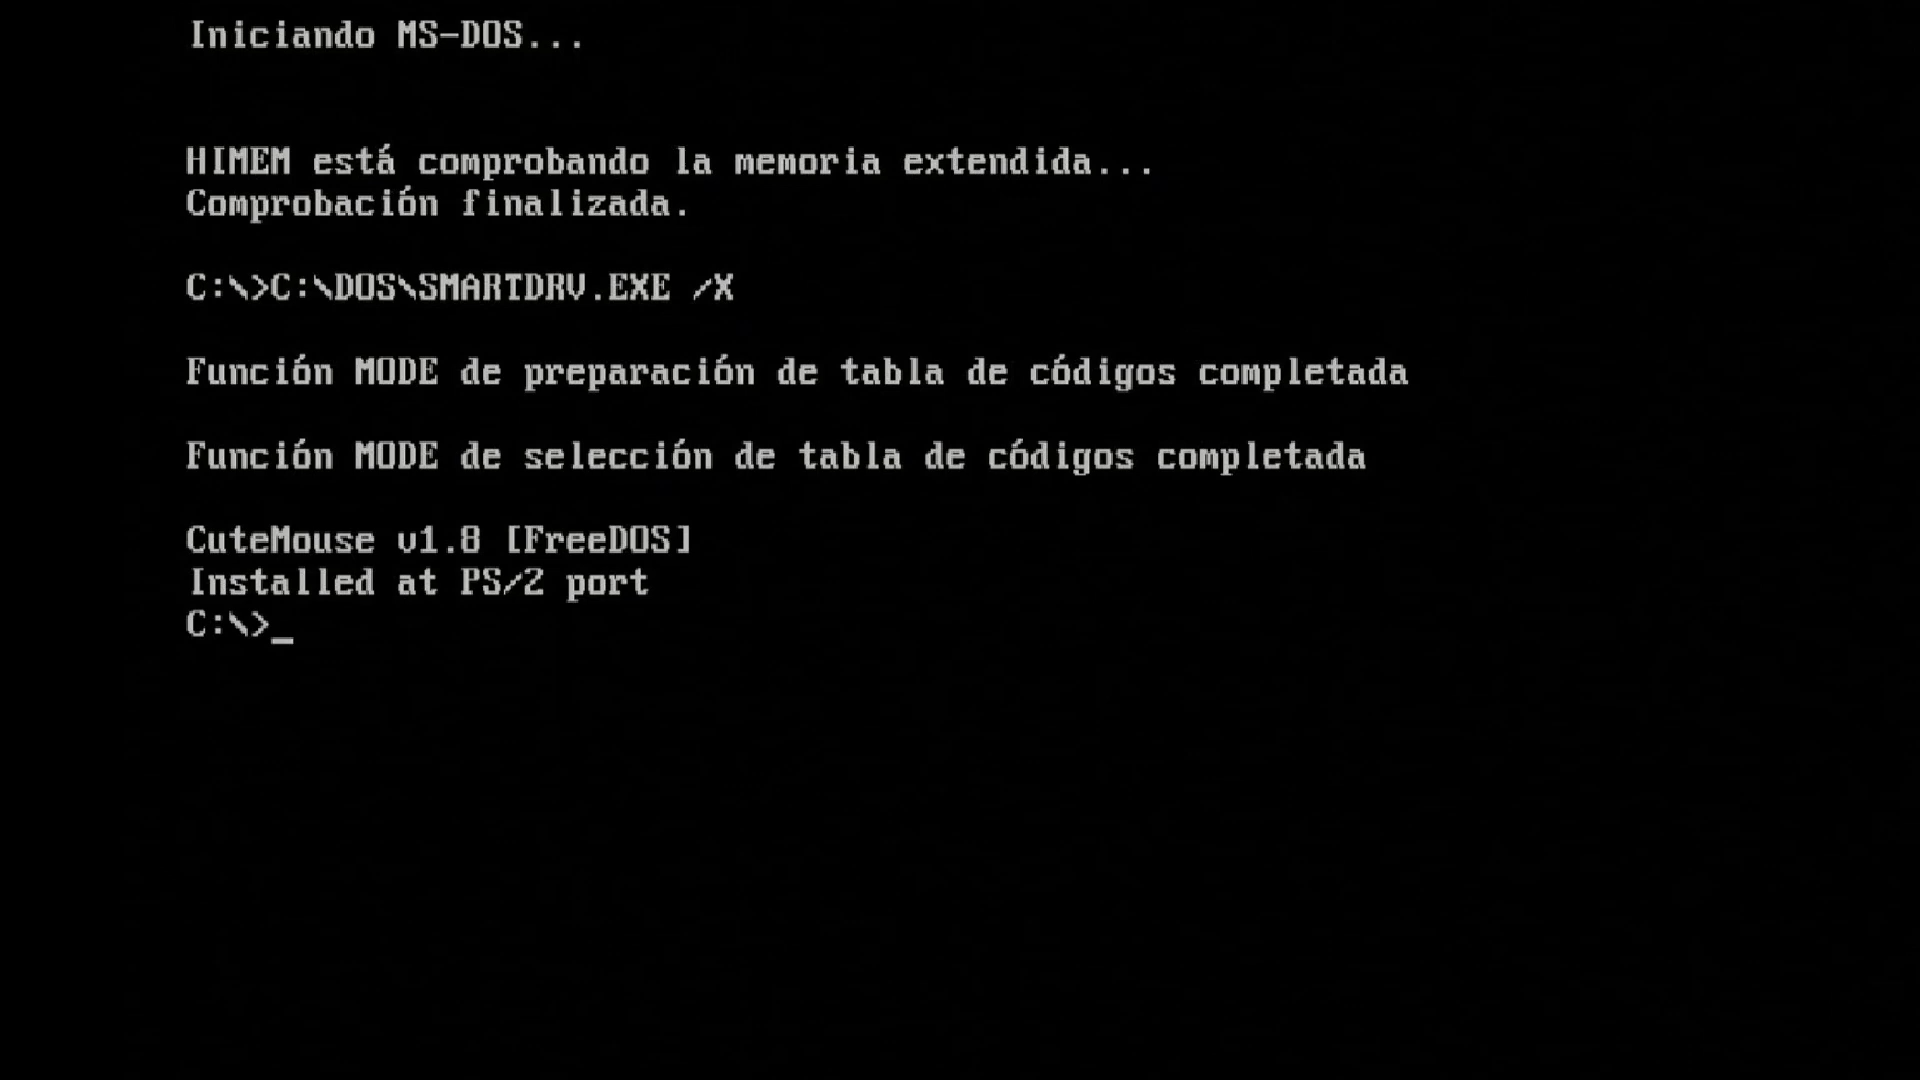 Iniciando MS-DOS...
HIMEM está comprobando la memoria extendida...
Comprobación finalizada.
C:\>C:\DOS\SMARTDRV.EXE /X
Función MODE de preparación de tabla de códigos completada
Función MODE de selección de tabla de códigos completada
CuteMouse v1.8 [FreeDOS]
Installed at PS/2 port
C:\>_